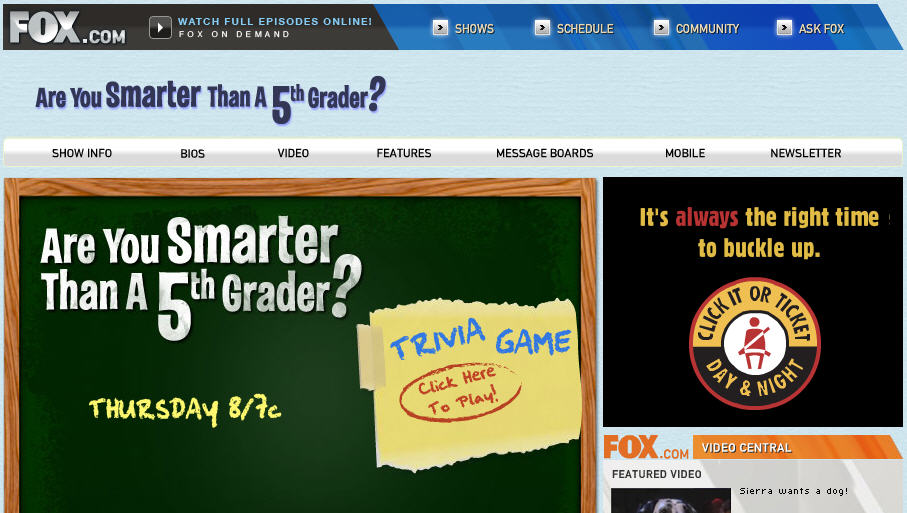 FOX.COM
WATCH FULL EPISODES ONLINE!
FOX ON DEMAND
SHOWS SCHEDULE COMMUNITY ASK FOX
Are You Smarter Than A 5th Grader?
SHOW INFO BIOS VIDEO FEATURES MESSAGE BOARDS MOBILE NEWSLETTER
Are You Smarter
Than A 5th Grader?
THURSDAY 8/7c
TRIVIA GAME
Click Here
To Play!
It's always the right time
to buckle up.
CLICK IT OR TICKET
DAY & NIGHT
FOX.COM VIDEO CENTRAL
FEATURED VIDEO
Sierra wants a dog!